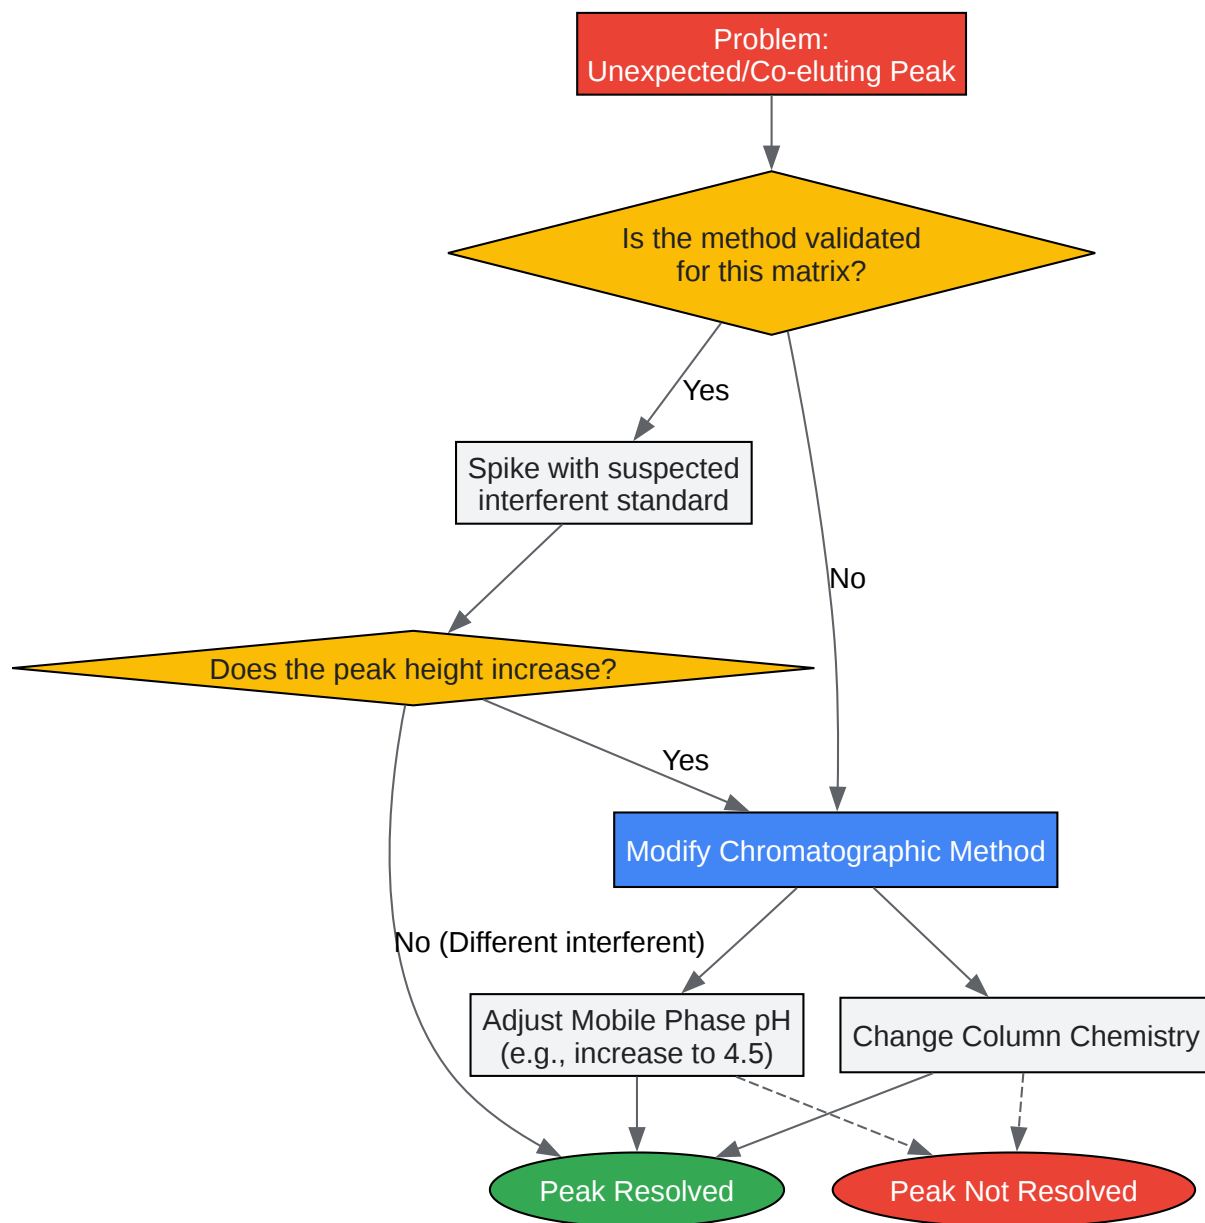 Problem:
Unexpected/Co-eluting Peak
Is the method validated
for this matrix?
Yes
Spike with suspected
interferent standard
No
Does the peak height increase?
Yes
Modify Chromatographic Method
No (Different interferent)
Adjust Mobile Phase pH
(e.g., increase to 4.5)
Change Column Chemistry
Peak Resolved
Peak Not Resolved